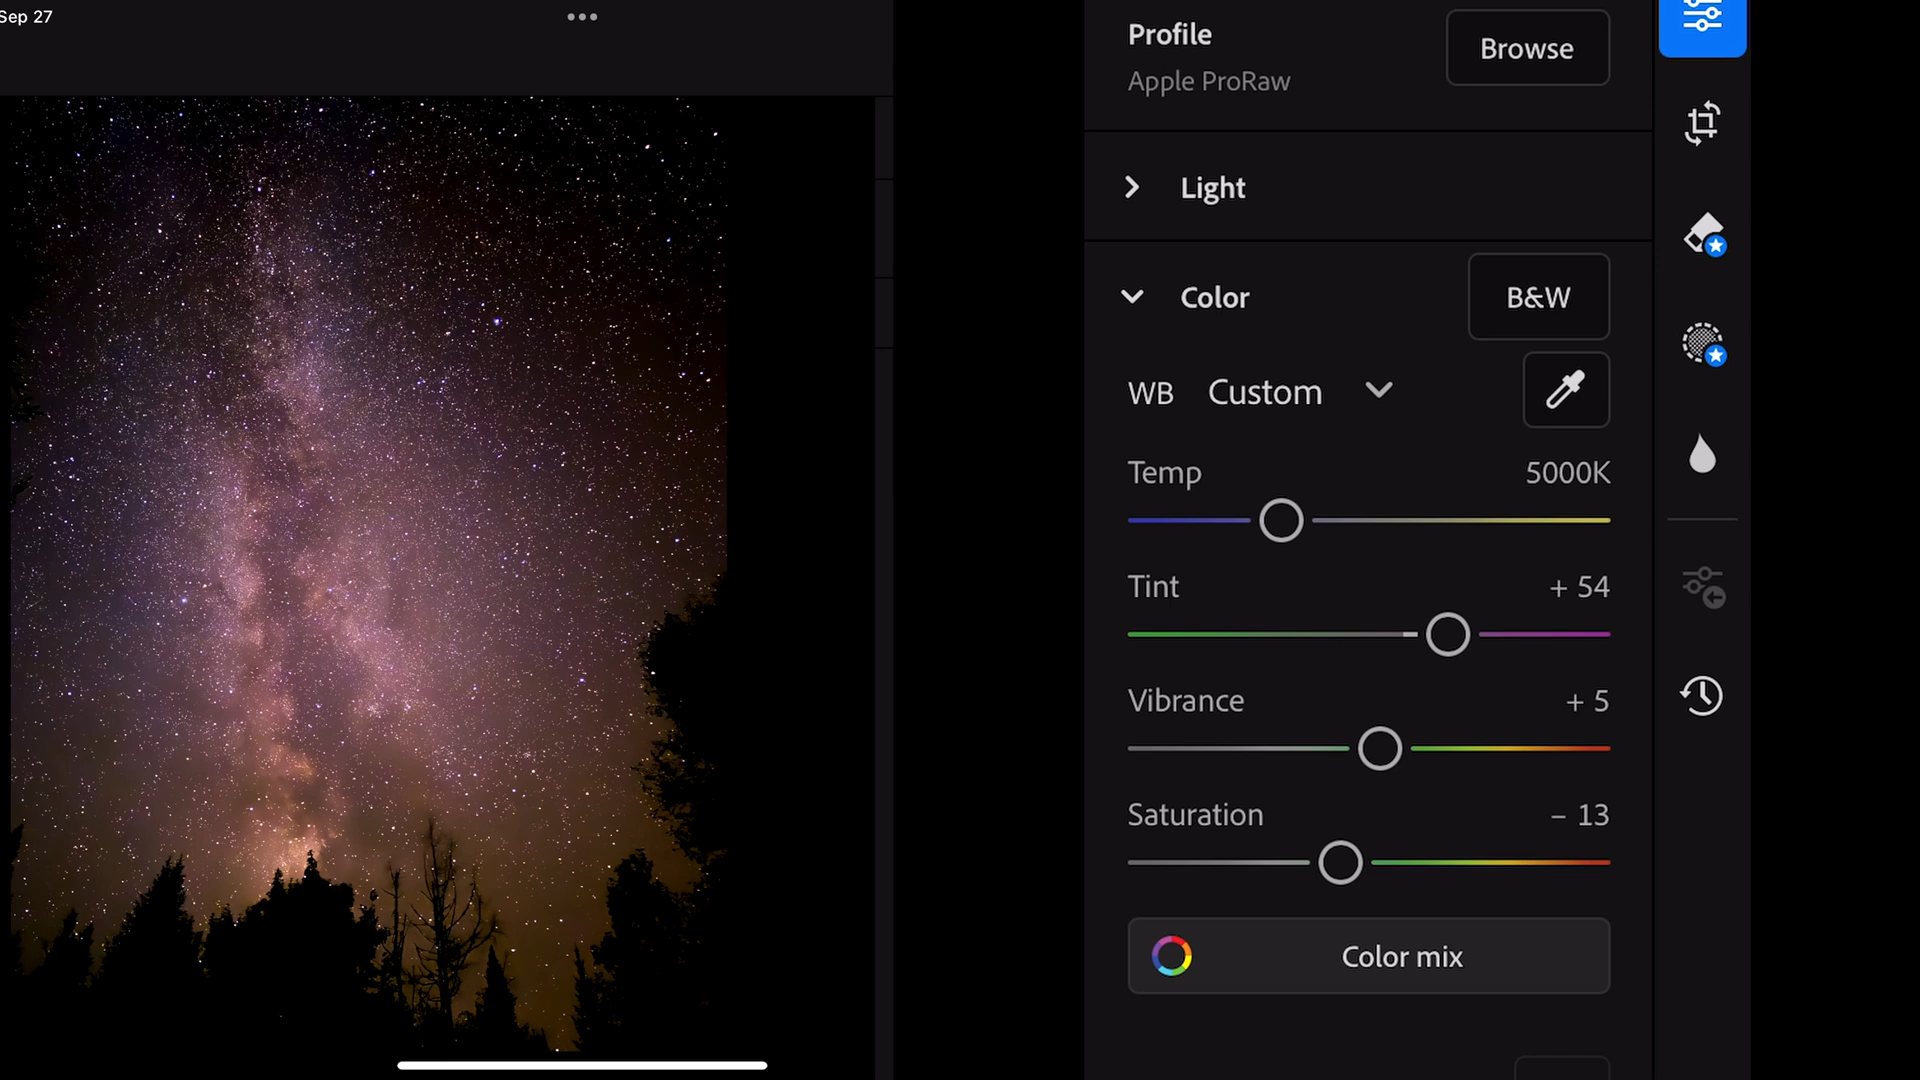 Sep 27
Profile
Browse
Apple ProRaw
Light
Color
B&W
WB Custom
Temp 5000K
Tint + 54
Vibrance + 5
Saturation – 13
Color mix